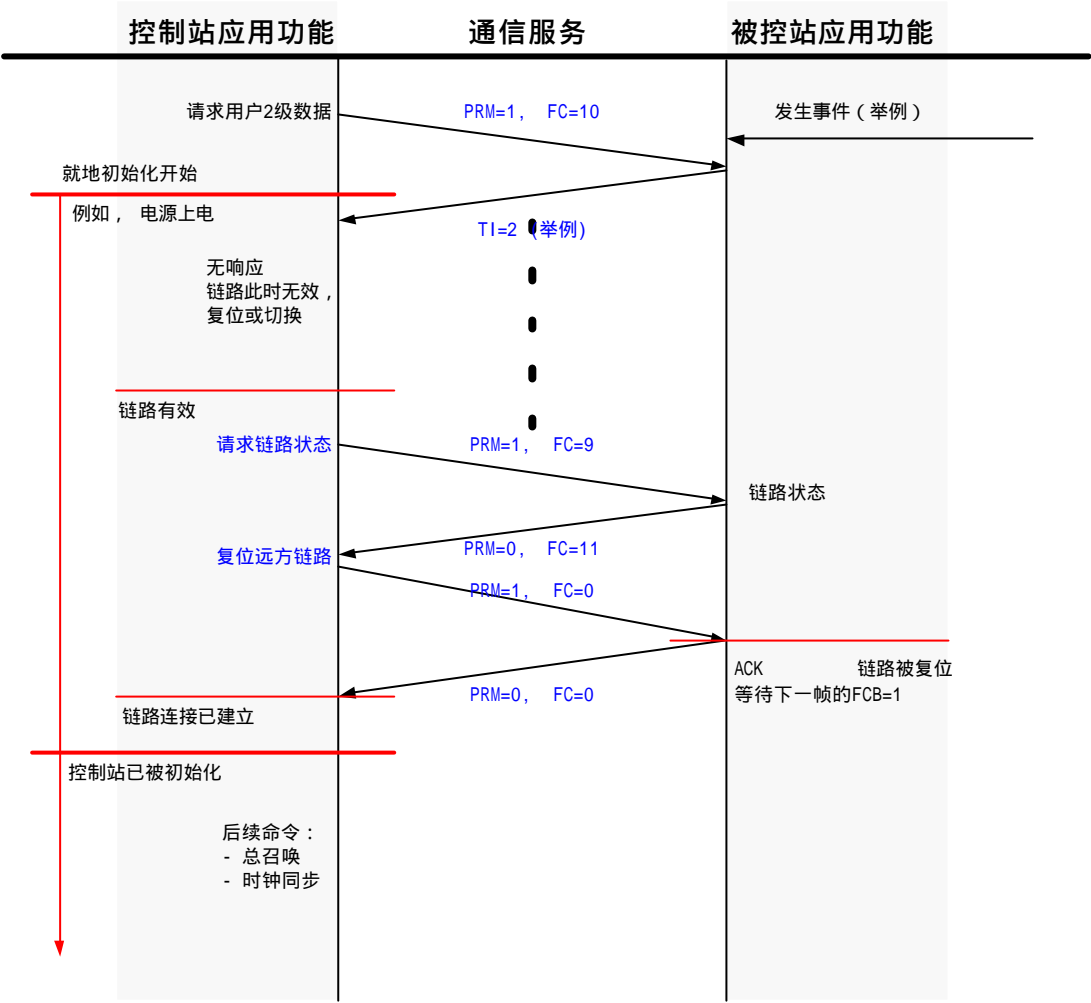 控制站应用功能 通信服务 被控站应用功能
请求用户2级数据 PRM=1, FC=10 发生事件(举例)
就地初始化开始
例如, 电源上电
TI=2 (举例)
无响应
链路此时无效,
复位或切换
链路有效
请求链路状态 PRM=1, FC=9
链路状态
复位远方链路 PRM=0, FC=11
PRM=1, FC=0
ACK 链路被复位
等待下一帧的FCB=1
PRM=0, FC=0
链路连接已建立
控制站已被初始化
后续命令:
- 总召唤
- 时钟同步